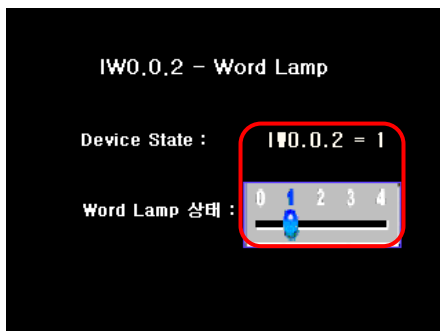 IW0.0.2 - Word Lamp
Device State : IW0.0.2 = 1
0 1 2 3 4
Word Lamp 상태 :